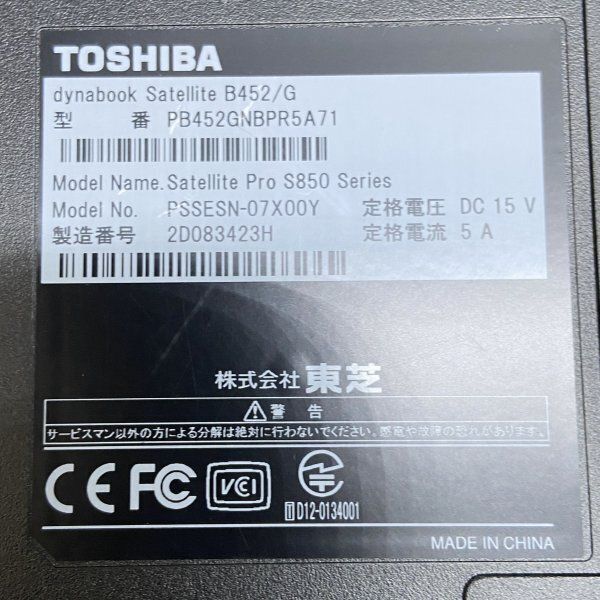 TOSHIBA
dynabook Satellite B452/G
型 番 PB452GNBPR5A71
Model Name.Satellite Pro S850 Series
Model No. PSSESN-07X00Y 定格電圧 DC 15 V
製造番号 2D083423H 定格電流 5 A
株式会社 東芝
警告
サービスマン以外の方による分解は絶対に行わないでください。感電や故障の恐れがあります。
CE FC VCI
T D12-0134001
MADE IN CHINA